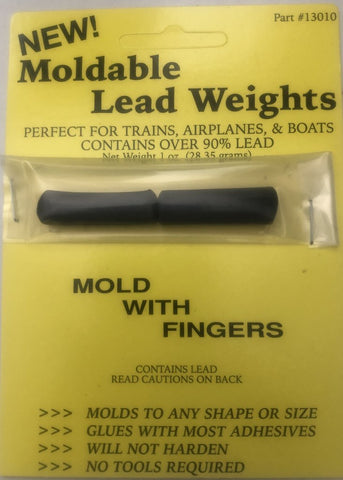 NEW!
Part #13010
Moldable
Lead Weights
PERFECT FOR TRAINS, AIRPLANES, & BOATS
CONTAINS OVER 90% LEAD
Net Weight 1 oz. (28.35 grams)
MOLD
WITH
FINGERS
CONTAINS LEAD
READ CAUTIONS ON BACK
>>> MOLDS TO ANY SHAPE OR SIZE
>>> GLUES WITH MOST ADHESIVES
>>> WILL NOT HARDEN
>>> NO TOOLS REQUIRED